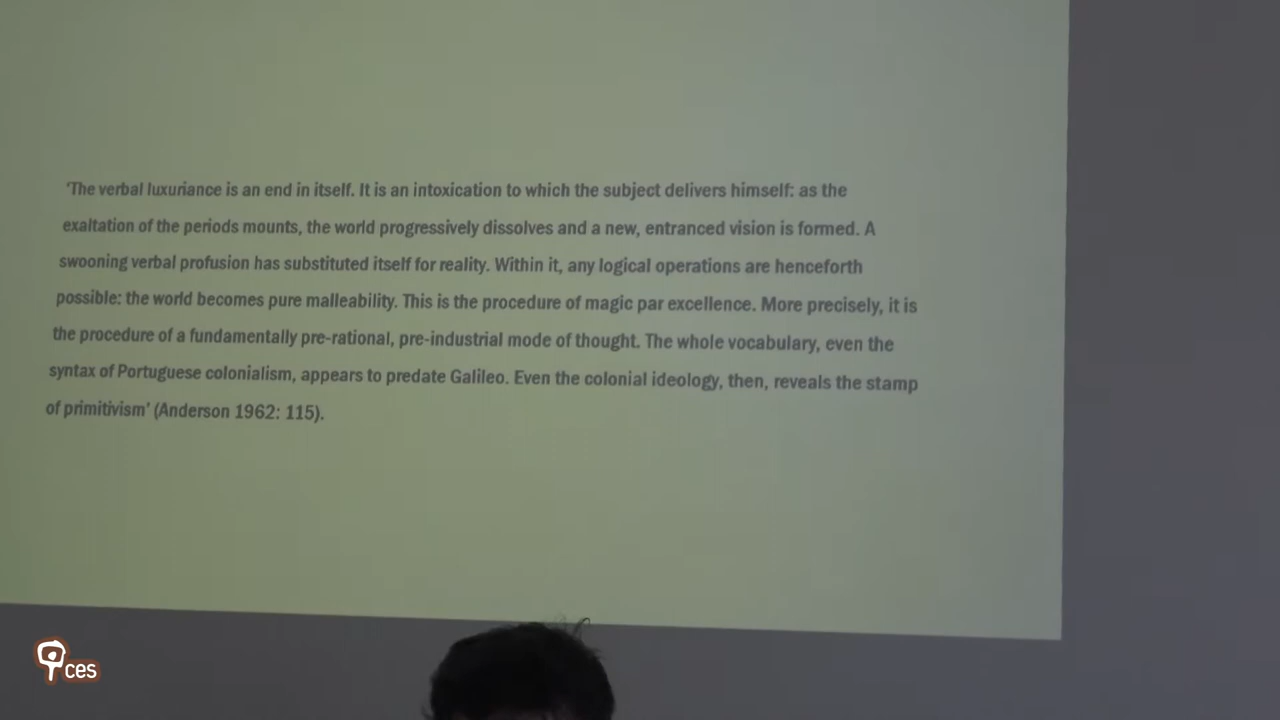 'The verbal luxuriance is an end in itself. It is an intoxication to which the subject delivers himself: as the
exaltation of the periods mounts, the world progressively dissolves and a new, entranced vision is formed. A
swooning verbal profusion has substituted itself for reality. Within it, any logical operations are henceforth
possible: the world becomes pure malleability. This is the procedure of magic par excellence. More precisely, it is
the procedure of a fundamentally pre-rational, pre-industrial mode of thought. The whole vocabulary, even the
syntax of Portuguese colonialism, appears to predate Galileo. Even the colonial ideology, then, reveals the stamp
of primitivism' (Anderson 1962: 115).
ces